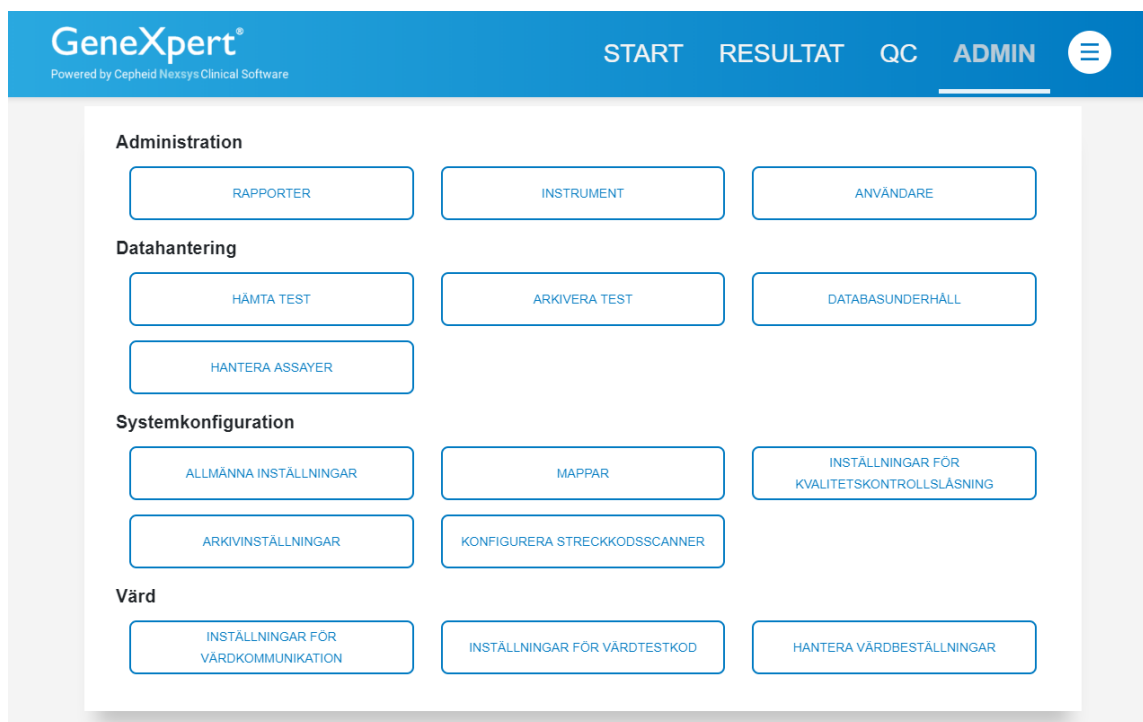 GeneXpert®
Powered by Cepheid Nexsys Clinical Software
START RESULTAT QC ADMIN
Administration
RAPPORTER INSTRUMENT ANVÄNDARE
Datahantering
HÄMTA TEST ARKIVERA TEST DATABASUNDERHÅLL
HANTERA ASSAYER
Systemkonfiguration
ALLMÄNNA INSTÄLLNINGAR MAPPAR INSTÄLLNINGAR FÖR
KVALITETSKONTROLLSLÅSNING
ARKIVINSTÄLLNINGAR KONFIGURERA STRECKKODSSCANNER
Värd
INSTÄLLNINGAR FÖR
VÄRDKOMMUNIKATION
INSTÄLLNINGAR FÖR VÄRDTESTKOD HANTERA VÄRDBESTÄLLNINGAR